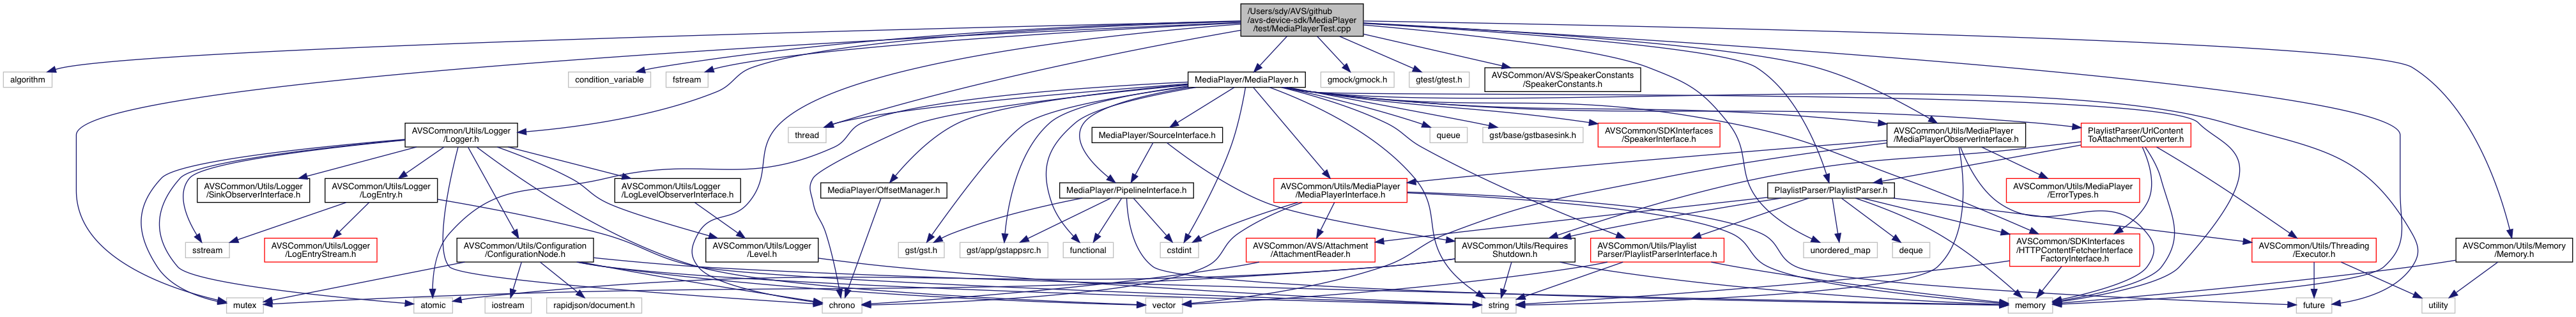 /Users/sdy/AVS/github
/avs-device-sdk/MediaPlayer
/test/MediaPlayerTest.cpp
algorithm
condition_variable
fstream
MediaPlayer/MediaPlayer.h
gmock/gmock.h
gtest/gtest.h
AVSCommon/AVS/SpeakerConstants
/SpeakerConstants.h
AVSCommon/Utils/Logger
/Logger.h
thread
MediaPlayer/SourceInterface.h
queue
gst/base/gstbasesink.h
AVSCommon/SDKInterfaces
/SpeakerInterface.h
AVSCommon/Utils/MediaPlayer
/MediaPlayerObserverInterface.h
PlaylistParser/UrlContent
ToAttachmentConverter.h
AVSCommon/Utils/Logger
/SinkObserverInterface.h
AVSCommon/Utils/Logger
/LogEntry.h
AVSCommon/Utils/Logger
/LogLevelObserverInterface.h
MediaPlayer/OffsetManager.h
MediaPlayer/PipelineInterface.h
AVSCommon/Utils/MediaPlayer
/MediaPlayerInterface.h
PlaylistParser/PlaylistParser.h
AVSCommon/Utils/MediaPlayer
/ErrorTypes.h
sstream
AVSCommon/Utils/Logger
/LogEntryStream.h
AVSCommon/Utils/Configuration
/ConfigurationNode.h
AVSCommon/Utils/Logger
/Level.h
gst/gst.h
gst/app/gstappsrc.h
functional
cstdint
AVSCommon/AVS/Attachment
/AttachmentReader.h
AVSCommon/Utils/Requires
Shutdown.h
AVSCommon/Utils/Playlist
Parser/PlaylistParserInterface.h
unordered_map
deque
AVSCommon/SDKInterfaces
/HTTPContentFetcherInterface
FactoryInterface.h
AVSCommon/Utils/Threading
/Executor.h
AVSCommon/Utils/Memory
/Memory.h
mutex
atomic
iostream
rapidjson/document.h
chrono
vector
string
memory
future
utility